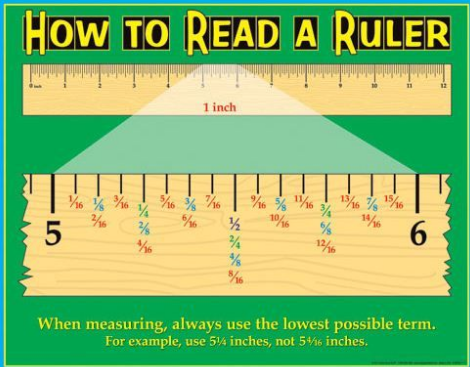 HOW TO READ A RULER
0 inch 1 2 3 4 5 6 7 8 9 10 11 12
1 inch
1/16 1/8 3/16 1/4 5/16 3/8 7/16 1/2 9/16 5/8 11/16 3/4 13/16 7/8 15/16
2/16 2/8 6/16 2/4 10/16 6/8 14/16
4/16 4/8 12/16
8/16
5 6
When measuring, always use the lowest possible term.
For example, use 5 1/4 inches, not 5 4/16 inches.